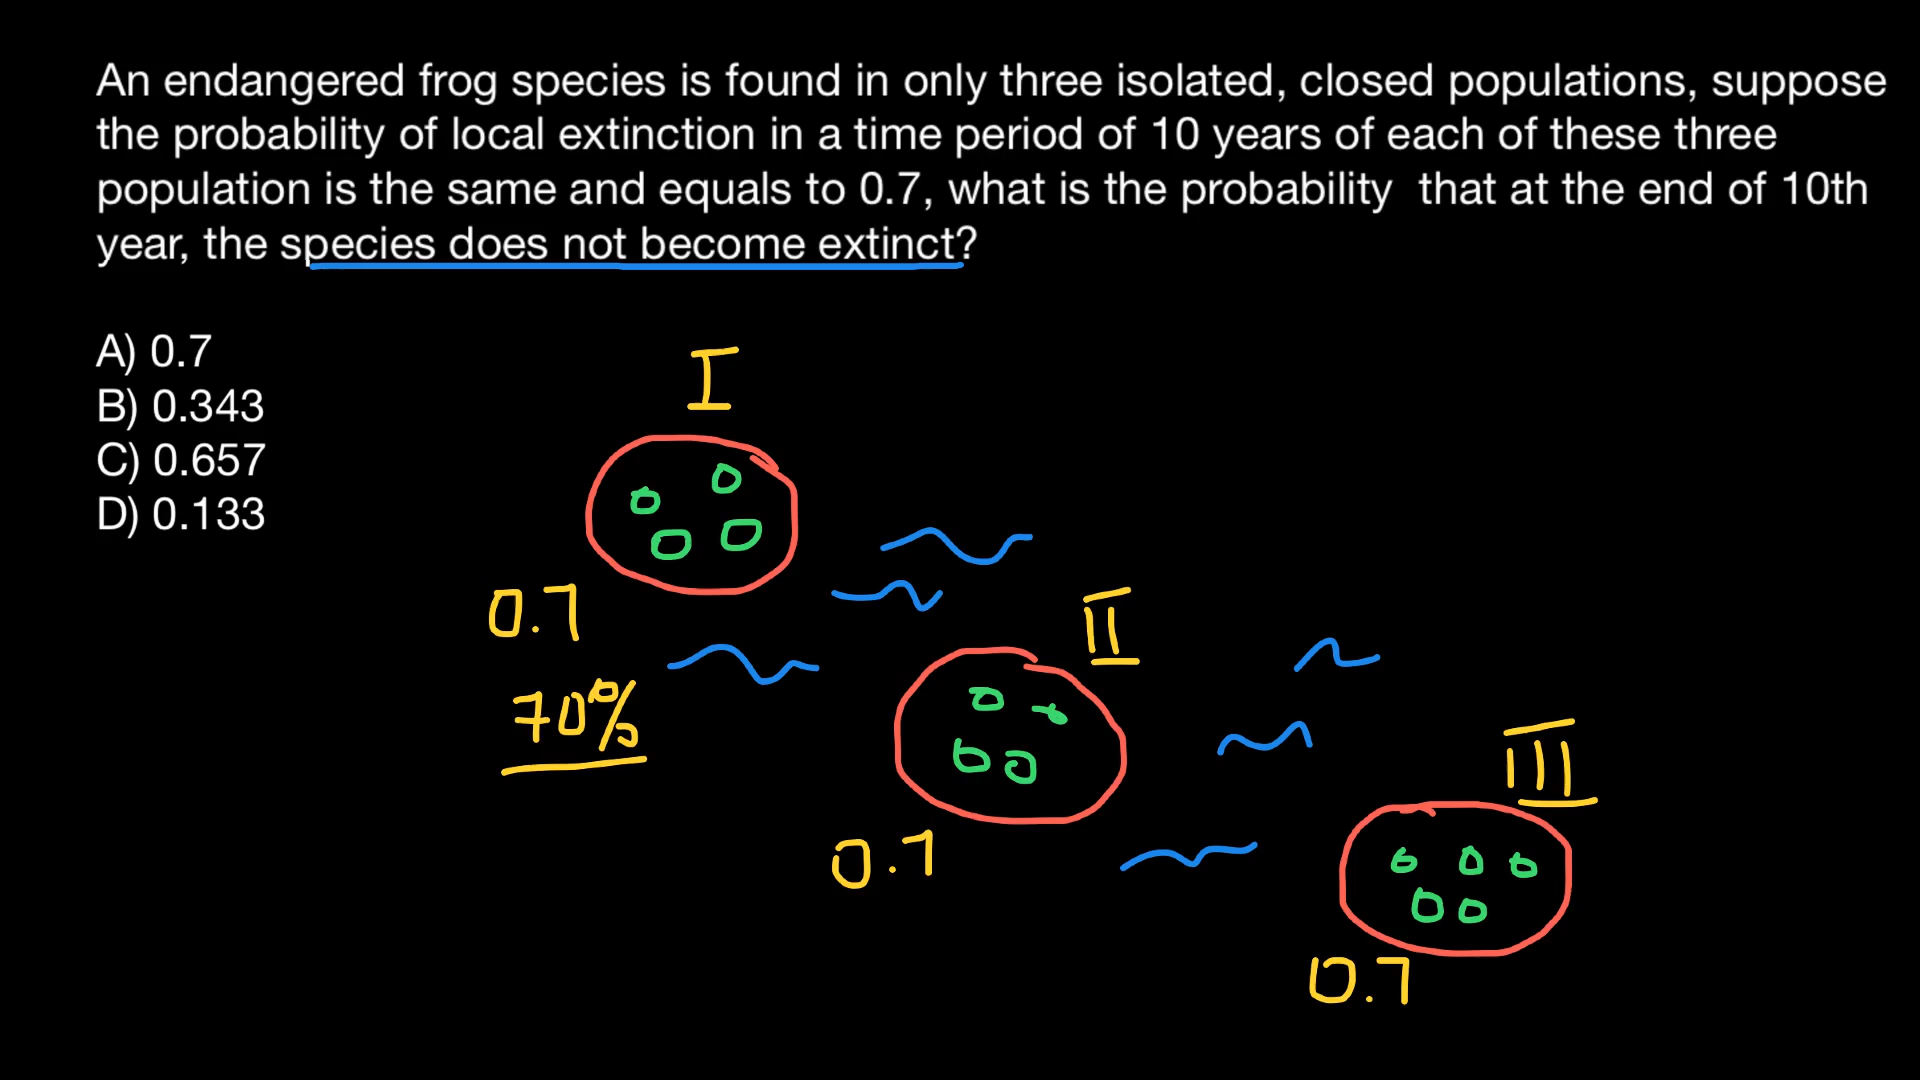 An endangered frog species is found in only three isolated, closed populations, suppose
the probability of local extinction in a time period of 10 years of each of these three
population is the same and equals to 0.7, what is the probability  that at the end of 10th
year, the species does not become extinct?
A) 0.7
B) 0.343
C) 0.657
D) 0.133
I
0.7
70%
II
0.7
III
0.7